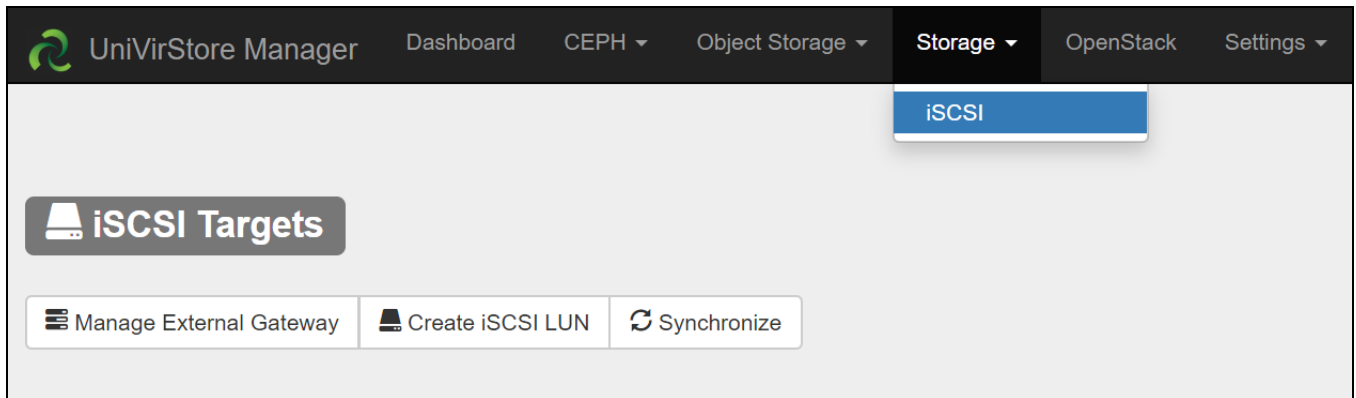 UniVirStore Manager Dashboard CEPH Object Storage Storage OpenStack Settings
iSCSI
iSCSI Targets
Manage External Gateway Create iSCSI LUN Synchronize